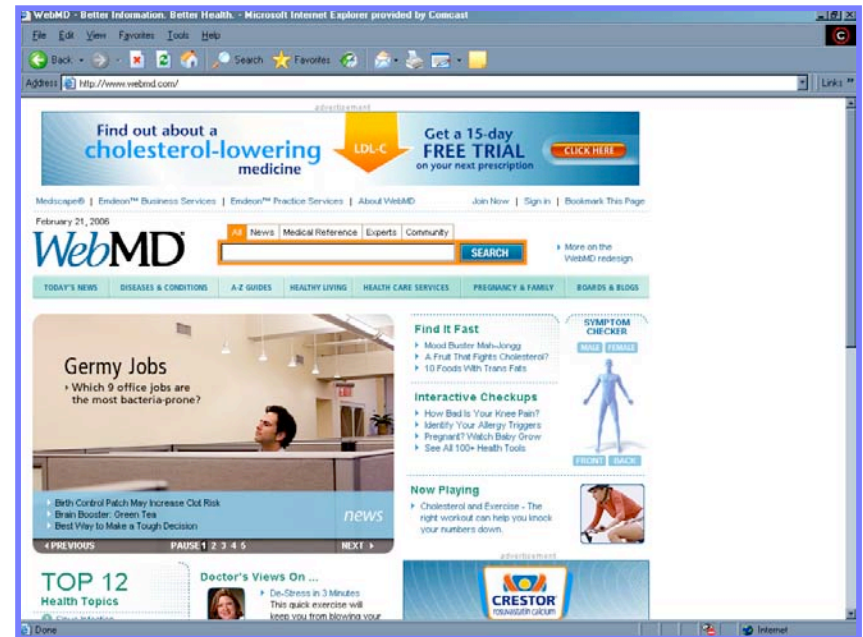 WebMD - Better Information. Better Health. - Microsoft Internet Explorer provided by Comcast
File Edit View Favorites Tools Help
Back Search Favorites
Address http://www.webmd.com/ Links »
advertisement
Find out about a
cholesterol-lowering
medicine
LDL-C
Get a 15-day
FREE TRIAL
on your next prescription
CLICK HERE
Medscape® | Emdeon™ Business Services | Emdeon™ Practice Services | About WebMD Join Now | Sign in | Bookmark This Page
February 21, 2006
WebMD
All News Medical Reference Experts Community
SEARCH
More on the
WebMD redesign
TODAY'S NEWS DISEASES & CONDITIONS A-Z GUIDES HEALTHY LIVING HEALTH CARE SERVICES PREGNANCY & FAMILY BOARDS & BLOGS
Germy Jobs
Which 9 office jobs are
the most bacteria-prone?
Birth Control Patch May Increase Clot Risk
Brain Booster: Green Tea
Best Way to Make a Tough Decision
news
PREVIOUS PAUSE 1 2 3 4 5 NEXT
Find It Fast
Mood Buster Mah-Jongg
A Fruit That Fights Cholesterol?
10 Foods With Trans Fats
Interactive Checkups
How Bad Is Your Knee Pain?
Identify Your Allergy Triggers
Pregnant? Watch Baby Grow
See All 100+ Health Tools
SYMPTOM
CHECKER
MALE FEMALE
FRONT BACK
Now Playing
Cholesterol and Exercise - The
right workout can help you knock
your numbers down.
advertisement
CRESTOR
rosuvastatin calcium
TOP 12
Health Topics
Doctor's Views On ...
De-Stress in 3 Minutes
This quick exercise will
keep you from blowing your
Done Internet